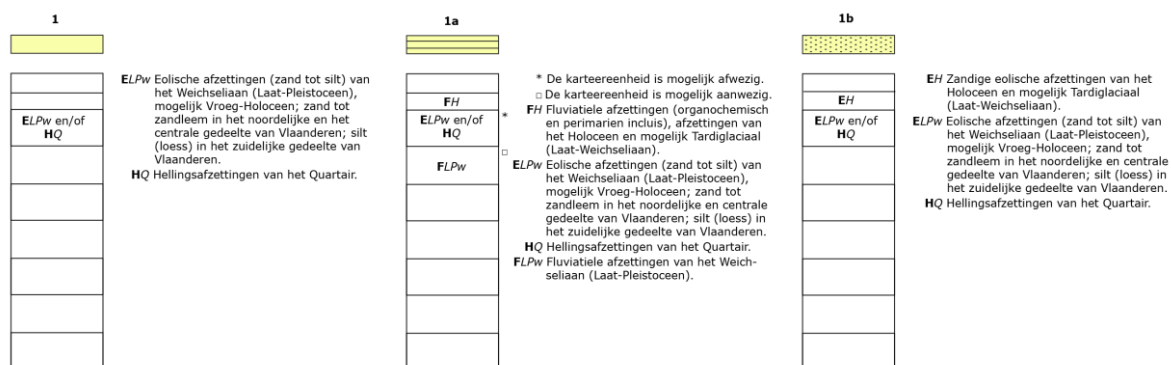 1
ELPw en/of
HQ
ELPw Eolische afzettingen (zand tot silt) van
het Weichseliaan (Laat-Pleistoceen),
mogelijk Vroeg-Holoceen; zand tot
zandleem in het noordelijke en het
centrale gedeelte van Vlaanderen; silt
(loess) in het zuidelijke gedeelte van
Vlaanderen.
HQ Hellingsafzettingen van het Quartair.
1a
FH
ELPw en/of
HQ
*
□
FLPw
* De karteereenheid is mogelijk afwezig.
□ De karteereenheid is mogelijk aanwezig.
FH Fluviatiele afzettingen (organochemisch
en perimarien incluis), afzettingen van
het Holoceen en mogelijk Tardiglaciaal
(Laat-Weichseliaan).
ELPw Eolische afzettingen (zand tot silt) van
het Weichseliaan (Laat-Pleistoceen),
mogelijk Vroeg-Holoceen; zand tot
zandleem in het noordelijke en centrale
gedeelte van Vlaanderen; silt (loess) in
het zuidelijke gedeelte van Vlaanderen.
HQ Hellingsafzettingen van het Quartair.
FLPw Fluviatiele afzettingen van het Weich-
seliaan (Laat-Pleistoceen).
1b
EH
ELPw en/of
HQ
EH Zandige eolische afzettingen van het
Holoceen en mogelijk Tardiglaciaal
(Laat-Weichseliaan).
ELPw Eolische afzettingen (zand tot silt) van
het Weichseliaan (Laat-Pleistoceen),
mogelijk Vroeg-Holoceen; zand tot
zandleem in het noordelijke en centrale
gedeelte van Vlaanderen; silt (loess) in
het zuidelijke gedeelte van Vlaanderen.
HQ Hellingsafzettingen van het Quartair.